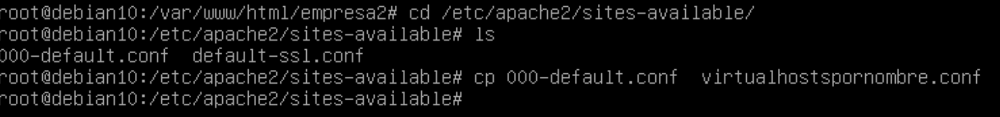 root@debian10:/var/www/html/empresa2# cd /etc/apache2/sites-available/
root@debian10:/etc/apache2/sites-available# ls
000-default.conf  default-ssl.conf
root@debian10:/etc/apache2/sites-available# cp 000-default.conf  virtualhostspornombre.conf
root@debian10:/etc/apache2/sites-available#